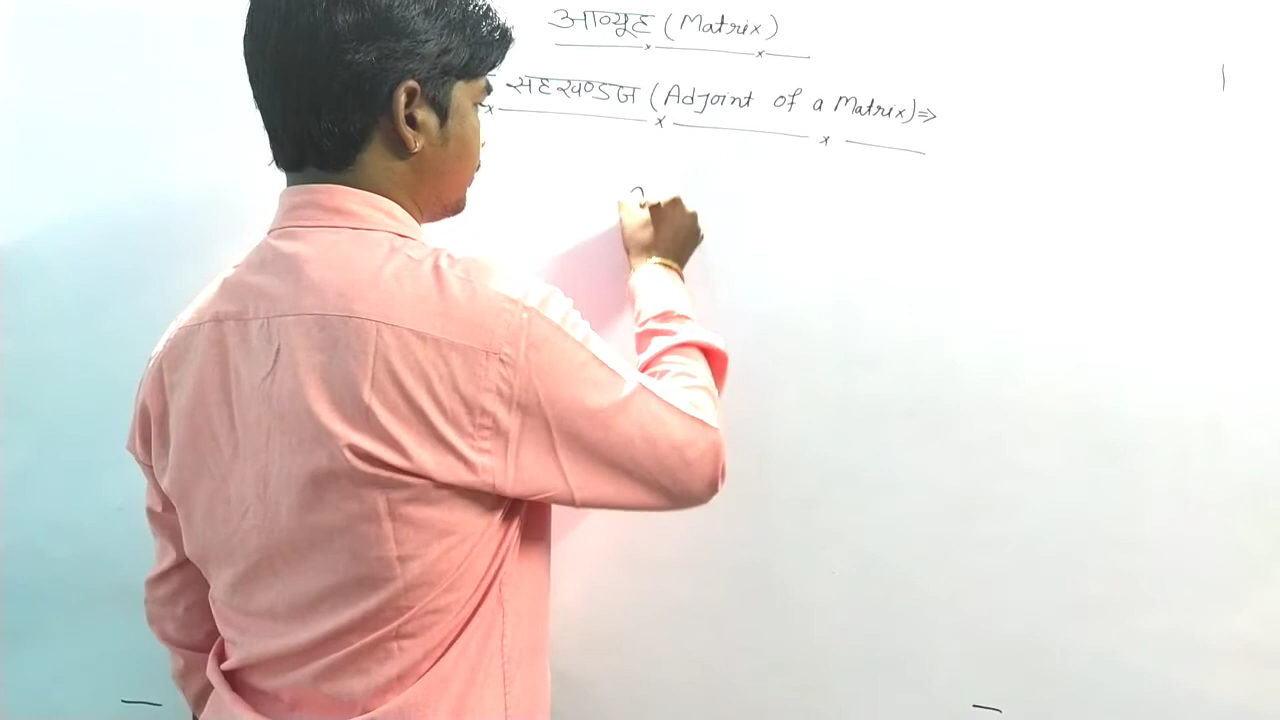 आव्यूह (Matrix)
सहखण्डज (Adjoint of a Matrix) ⇒